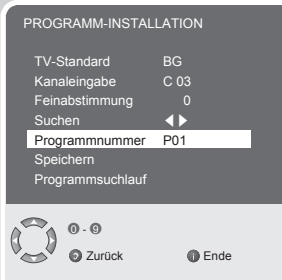 PROGRAMM-INSTALLATION
TV-Standard BG
Kanaleingabe C 03
Feinabstimmung 0
Suchen
Programmnummer P01
Speichern
Programmsuchlauf
0 - 9
Zurück Ende